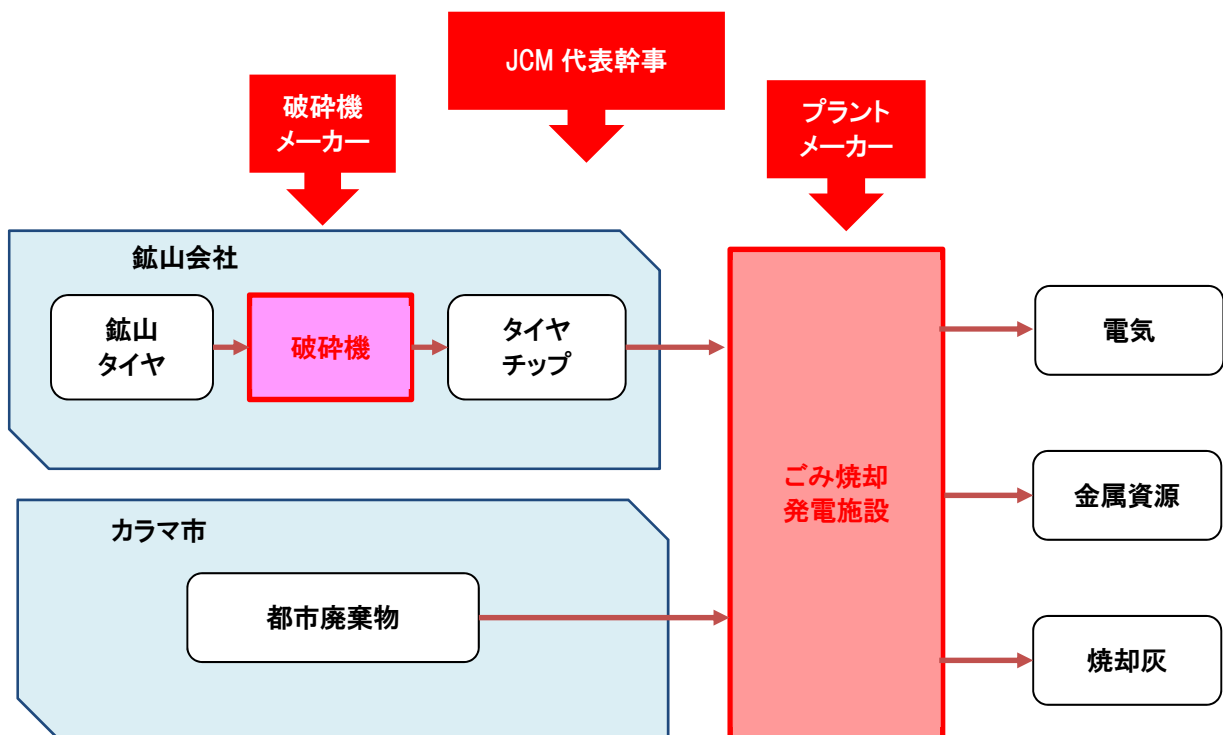 JCM 代表幹事
破砕機
メーカー
プラント
メーカー
鉱山会社
鉱山
タイヤ
破砕機
タイヤ
チップ
電気
ごみ焼却
発電施設
金属資源
カラマ市
都市廃棄物
焼却灰